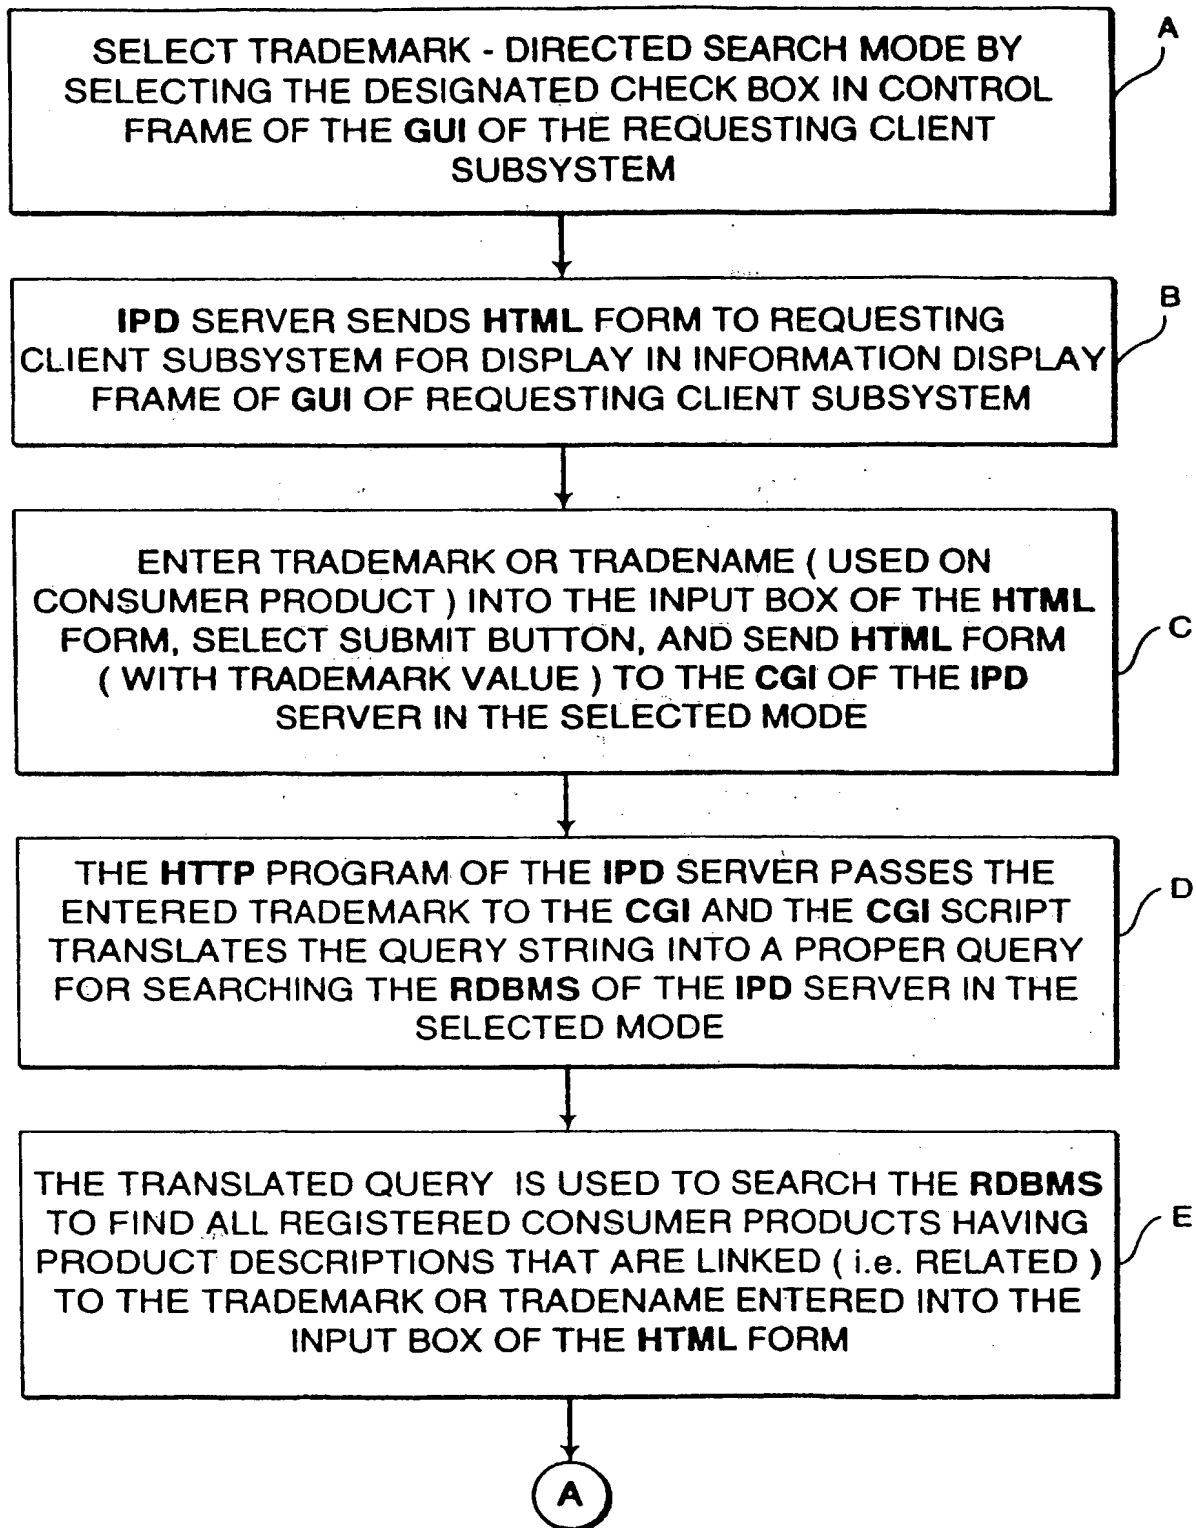 SELECT TRADEMARK - DIRECTED SEARCH MODE BY
SELECTING THE DESIGNATED CHECK BOX IN CONTROL
FRAME OF THE GUI OF THE REQUESTING CLIENT
SUBSYSTEM
A
IPD SERVER SENDS HTML FORM TO REQUESTING
CLIENT SUBSYSTEM FOR DISPLAY IN INFORMATION DISPLAY
FRAME OF GUI OF REQUESTING CLIENT SUBSYSTEM
B
ENTER TRADEMARK OR TRADENAME ( USED ON
CONSUMER PRODUCT ) INTO THE INPUT BOX OF THE HTML
FORM, SELECT SUBMIT BUTTON, AND SEND HTML FORM
( WITH TRADEMARK VALUE ) TO THE CGI OF THE IPD
SERVER IN THE SELECTED MODE
C
THE HTTP PROGRAM OF THE IPD SERVER PASSES THE
ENTERED TRADEMARK TO THE CGI AND THE CGI SCRIPT
TRANSLATES THE QUERY STRING INTO A PROPER QUERY
FOR SEARCHING THE RDBMS OF THE IPD SERVER IN THE
SELECTED MODE
D
THE TRANSLATED QUERY IS USED TO SEARCH THE RDBMS
TO FIND ALL REGISTERED CONSUMER PRODUCTS HAVING
PRODUCT DESCRIPTIONS THAT ARE LINKED ( i.e. RELATED )
TO THE TRADEMARK OR TRADENAME ENTERED INTO THE
INPUT BOX OF THE HTML FORM
E
A